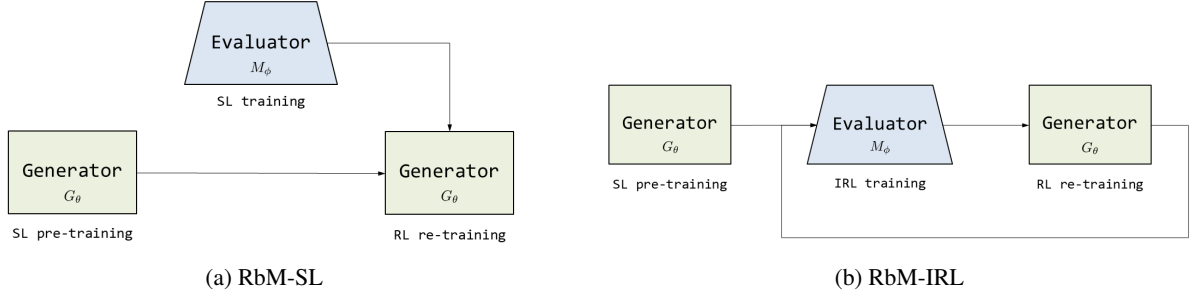 Evaluator
Mϕ
SL training
Generator
Gθ
SL pre-training
Generator
Gθ
RL re-training
(a) RbM-SL
Generator
Gθ
SL pre-training
Evaluator
Mϕ
IRL training
Generator
Gθ
RL re-training
(b) RbM-IRL